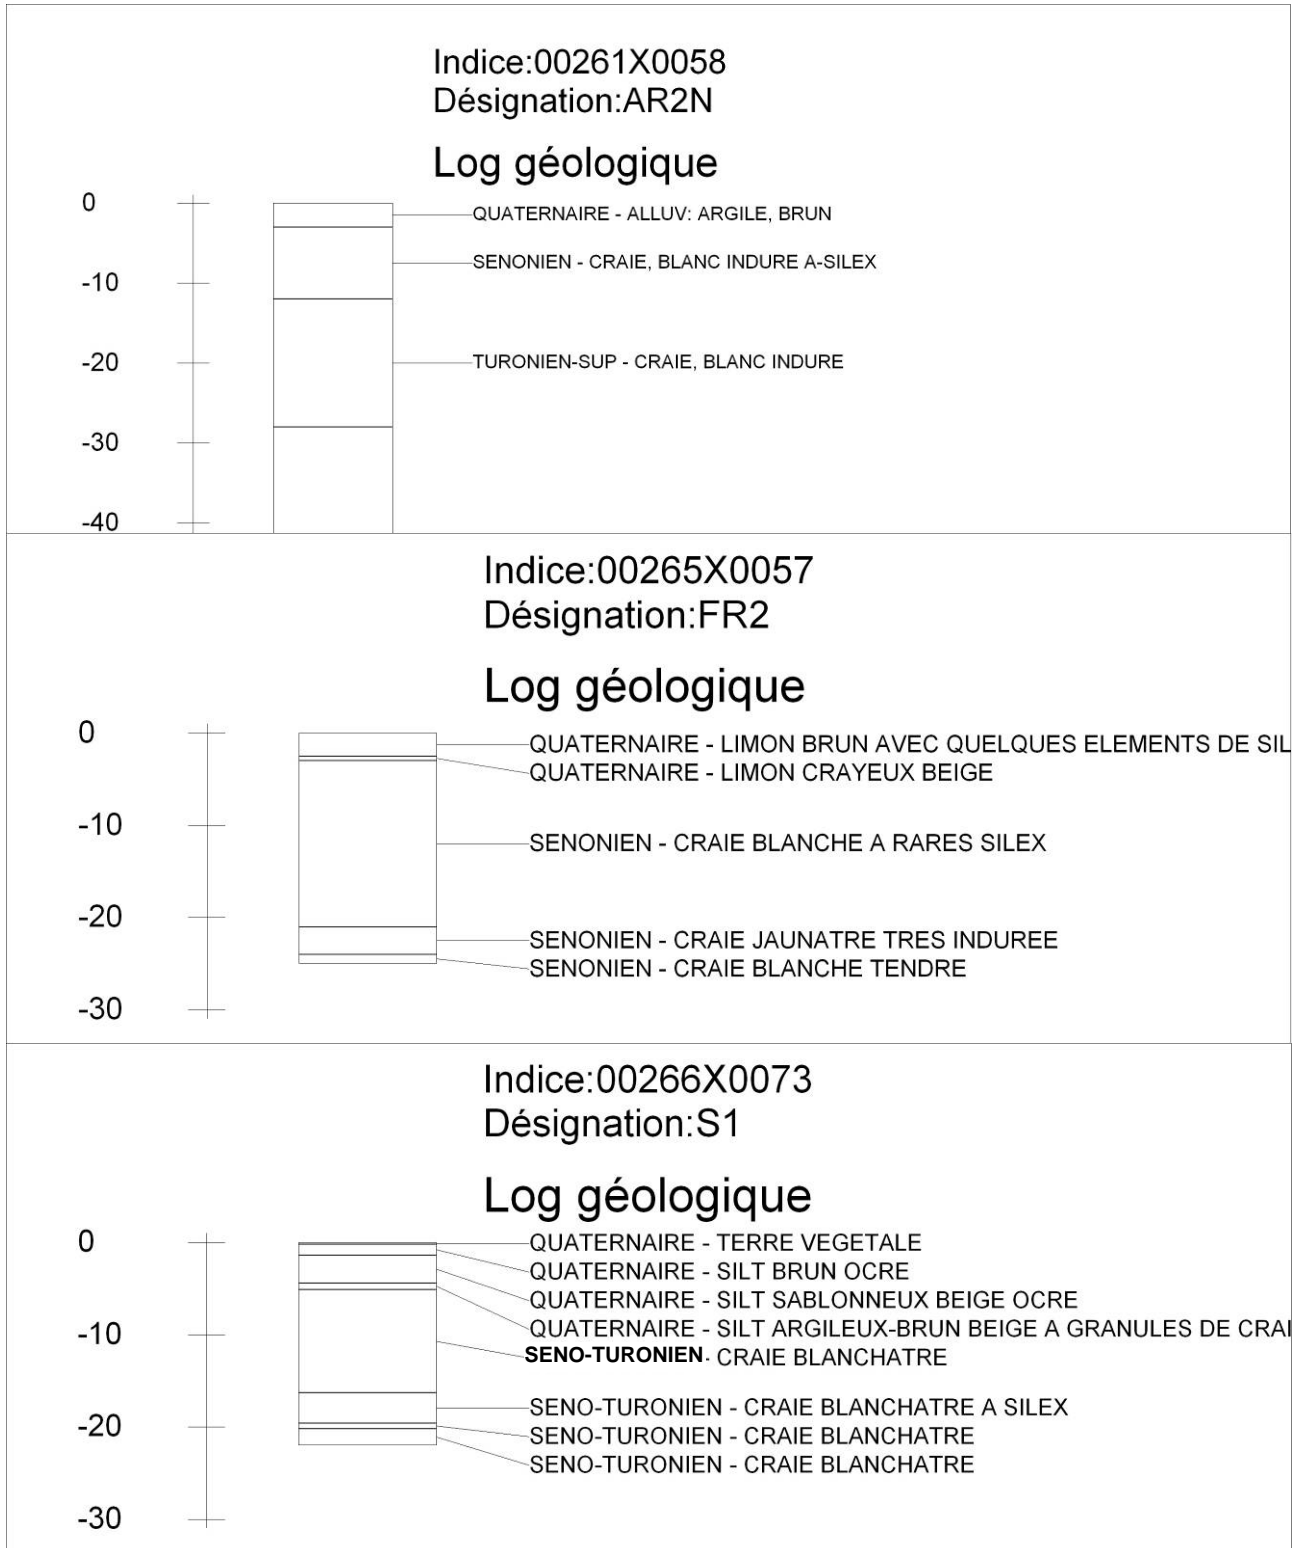 Indice:00261X0058
Désignation:AR2N
Log géologique
0
QUATERNAIRE - ALLUV: ARGILE, BRUN
SENONIEN - CRAIE, BLANC INDURE A-SILEX
-10
-20
TURONIEN-SUP - CRAIE, BLANC INDURE
-30
-40
Indice:00265X0057
Désignation:FR2
Log géologique
0
QUATERNAIRE - LIMON BRUN AVEC QUELQUES ELEMENTS DE SIL
QUATERNAIRE - LIMON CRAYEUX BEIGE
-10
SENONIEN - CRAIE BLANCHE A RARES SILEX
-20
SENONIEN - CRAIE JAUNATRE TRES INDUREE
SENONIEN - CRAIE BLANCHE TENDRE
-30
Indice:00266X0073
Désignation:S1
Log géologique
0
QUATERNAIRE - TERRE VEGETALE
QUATERNAIRE - SILT BRUN OCRE
QUATERNAIRE - SILT SABLONNEUX BEIGE OCRE
QUATERNAIRE - SILT ARGILEUX-BRUN BEIGE A GRANULES DE CRAI
-10
SENO-TURONIEN - CRAIE BLANCHATRE
SENO-TURONIEN - CRAIE BLANCHATRE A SILEX
-20
SENO-TURONIEN - CRAIE BLANCHATRE
SENO-TURONIEN - CRAIE BLANCHATRE
-30